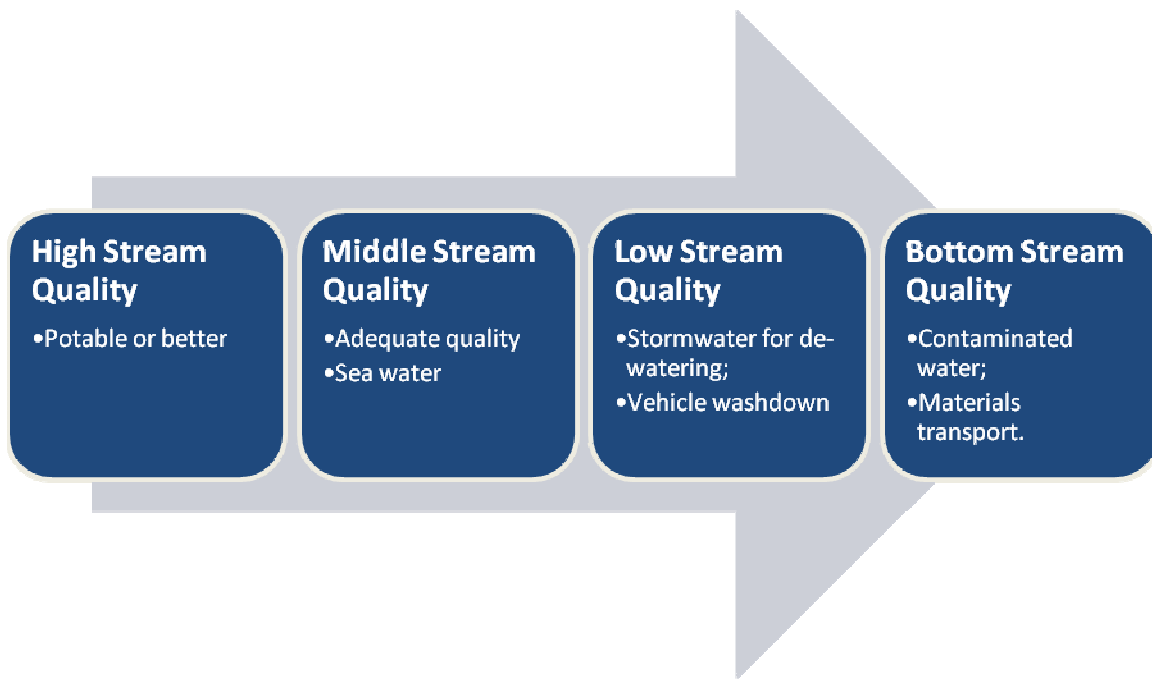 High Stream
Quality
•Potable or better
Middle Stream
Quality
•Adequate quality
•Sea water
Low Stream
Quality
•Stormwater for de-
watering;
•Vehicle washdown
Bottom Stream
Quality
•Contaminated
water;
•Materials
transport.